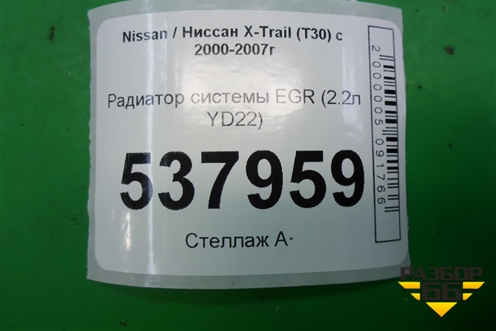 Nissan / Ниссан X-Trail (T30) с
2000-2007г
Радиатор системы EGR (2.2л
YD22)
537959
Стеллаж А-
2000005091766
РАЗБОР
66